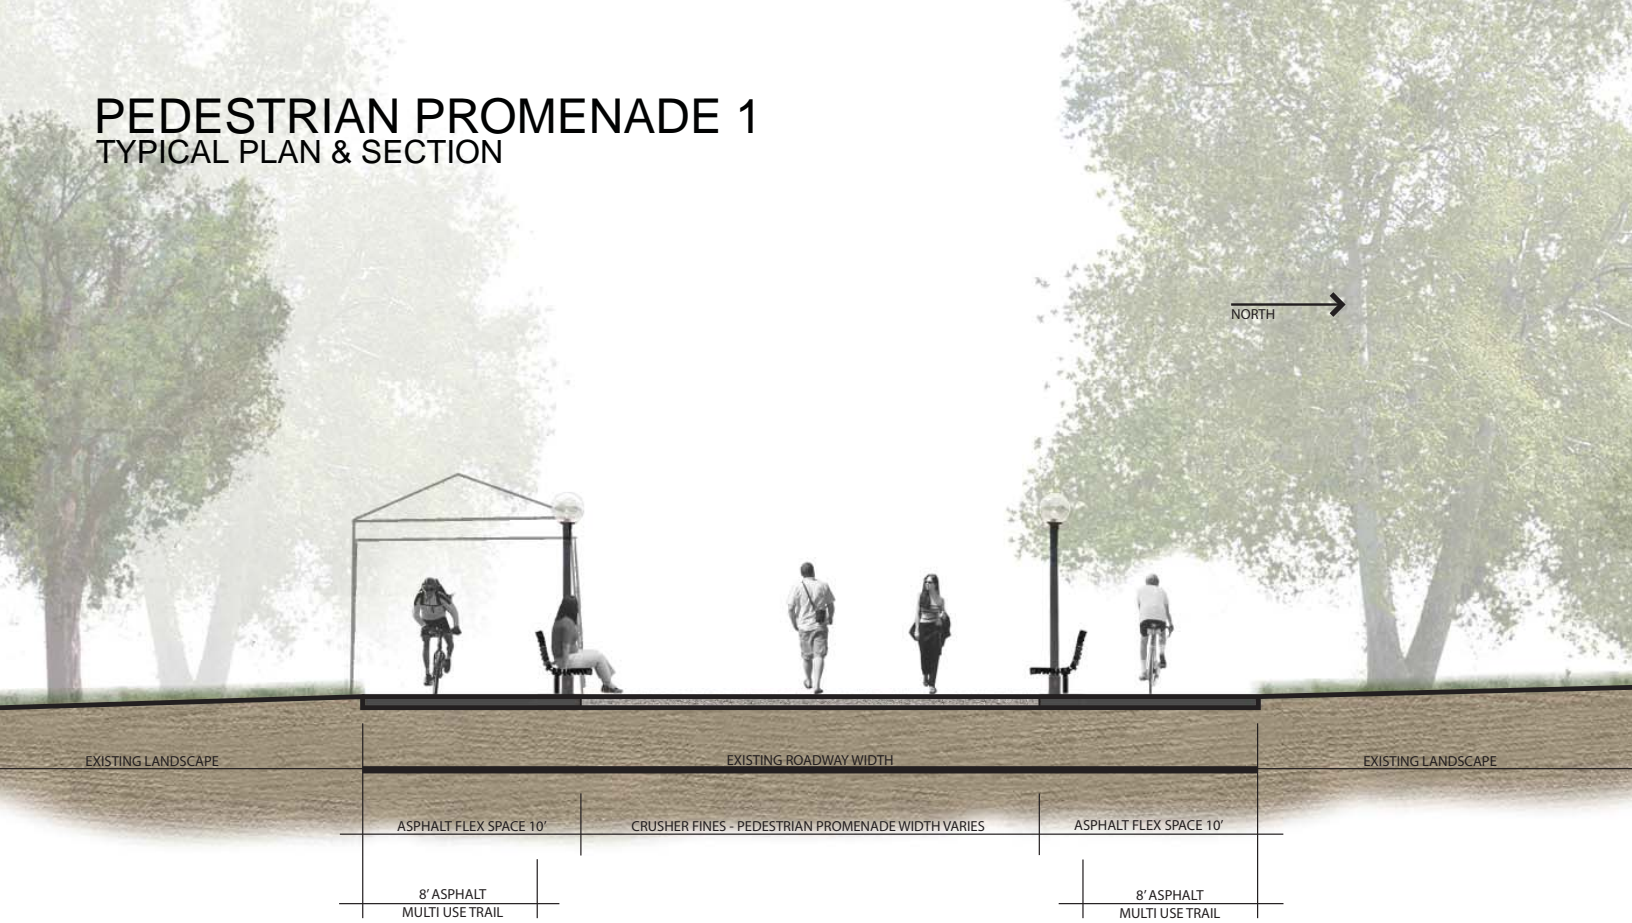 PEDESTRIAN PROMENADE 1
TYPICAL PLAN & SECTION
NORTH
EXISTING LANDSCAPE
EXISTING ROADWAY WIDTH
EXISTING LANDSCAPE
ASPHALT FLEX SPACE 10'
CRUSHER FINES - PEDESTRIAN PROMENADE WIDTH VARIES
ASPHALT FLEX SPACE 10'
8' ASPHALT
MULTI USE TRAIL
8' ASPHALT
MULTI USE TRAIL